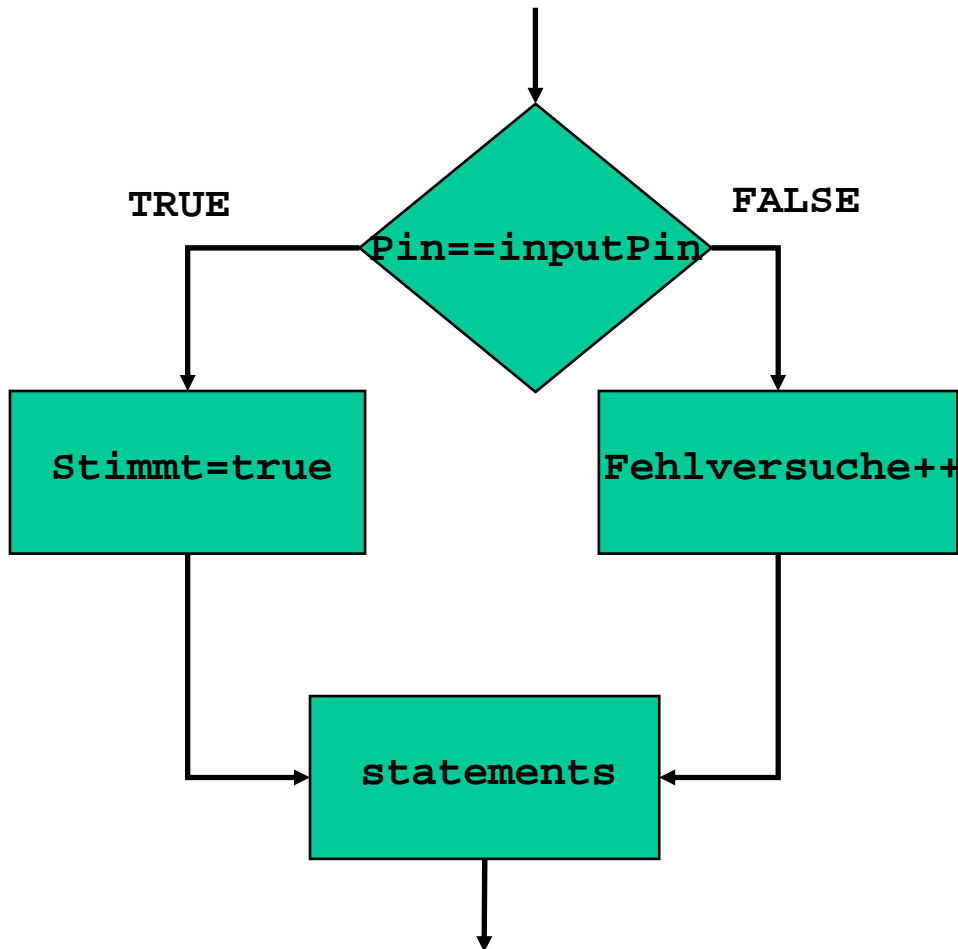 TRUE
FALSE
Pin==inputPin
Stimmt=true
Fehlversuche++
statements